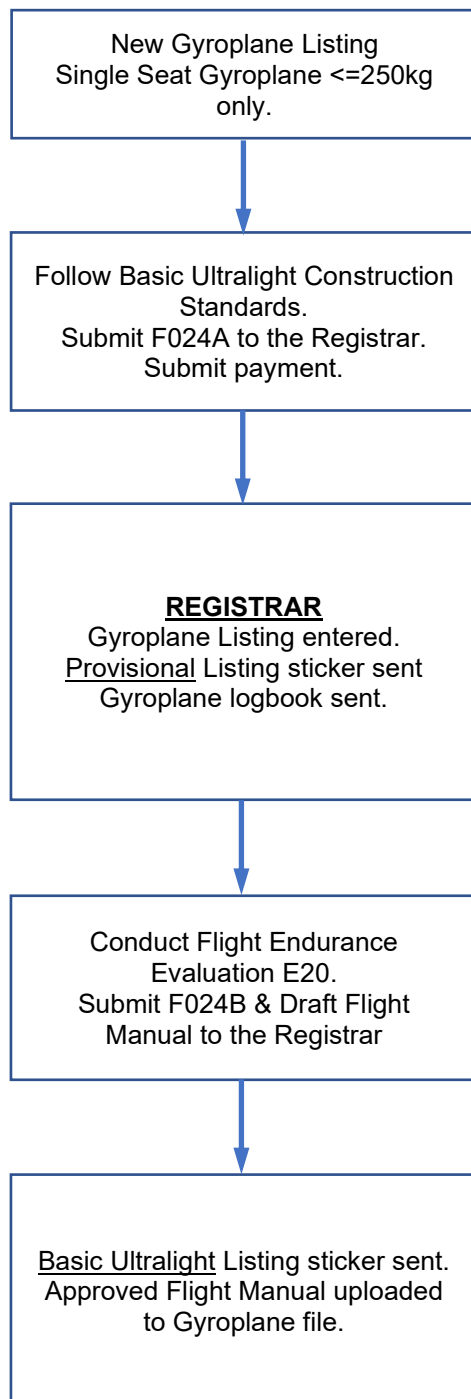 New Gyroplane Listing
Single Seat Gyroplane <=250kg
only.
Follow Basic Ultralight Construction
Standards.
Submit F024A to the Registrar.
Submit payment.
REGISTRAR
Gyroplane Listing entered.
Provisional Listing sticker sent
Gyroplane logbook sent.
Conduct Flight Endurance
Evaluation E20.
Submit F024B & Draft Flight
Manual to the Registrar
Basic Ultralight Listing sticker sent.
Approved Flight Manual uploaded
to Gyroplane file.